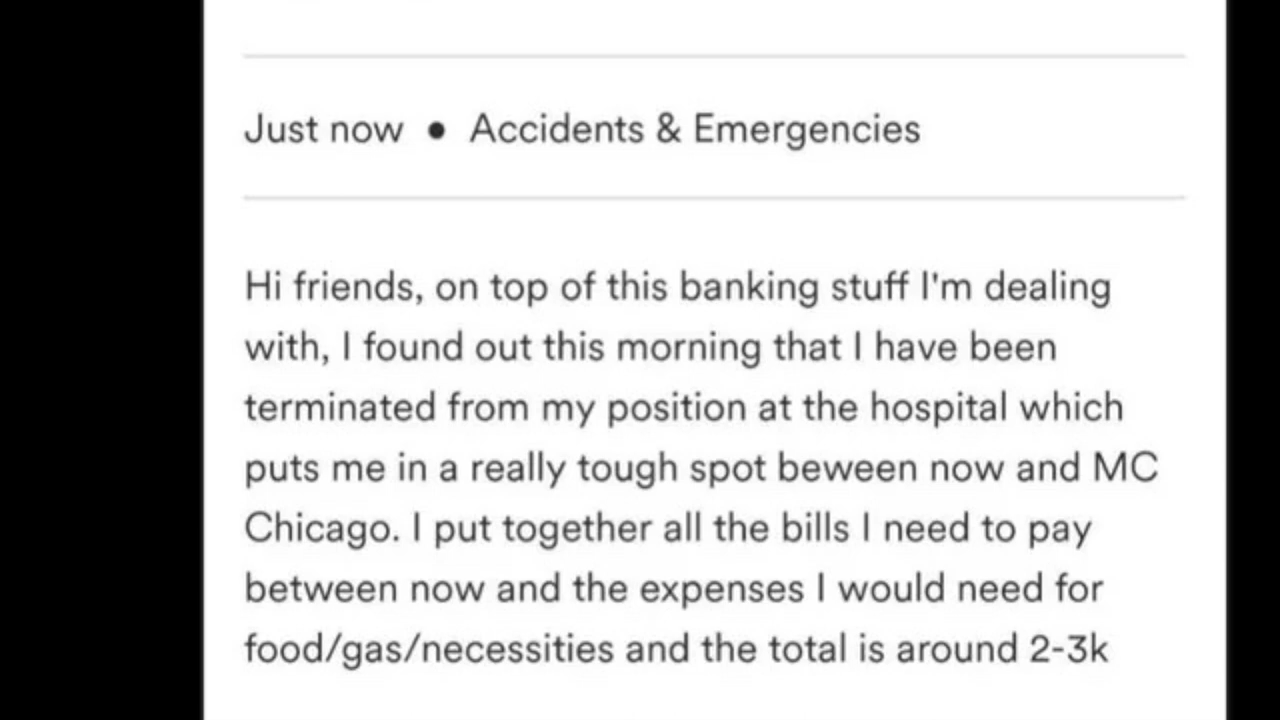 Just now • Accidents & Emergencies
Hi friends, on top of this banking stuff I'm dealing
with, I found out this morning that I have been
terminated from my position at the hospital which
puts me in a really tough spot beween now and MC
Chicago. I put together all the bills I need to pay
between now and the expenses I would need for
food/gas/necessities and the total is around 2-3k